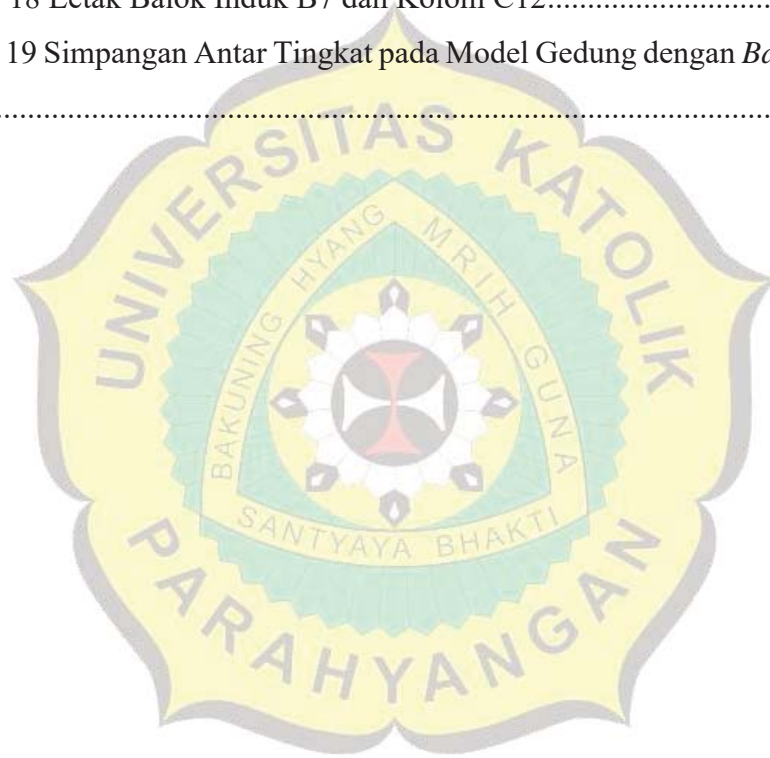 18 Letak Balok Induk B7 dan Kolom C12........................
19 Simpangan Antar Tingkat pada Model Gedung dengan
....................................................................................................
UNIVERSITAS KATOLIK
PARAHYANGAN
BAKUNING HYANG MRIH GUNA
SANTYAYA BHAKTI